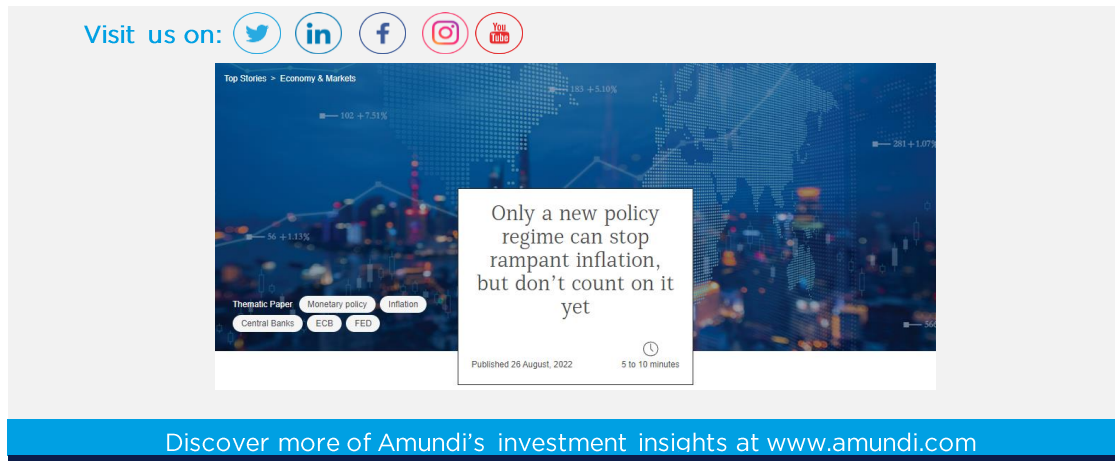 Visit us on:
You
Tube
Top Stories > Economy & Markets
183 +5.10%
102 +7.51%
281 +1.07%
56 +1.13%
Only a new policy
regime can stop
rampant inflation,
but don't count on it
yet
Thematic Paper Monetary policy Inflation
Central Banks ECB FED
566
Published 26 August, 2022 5 to 10 minutes
Discover more of Amundi's investment insights at www.amundi.com